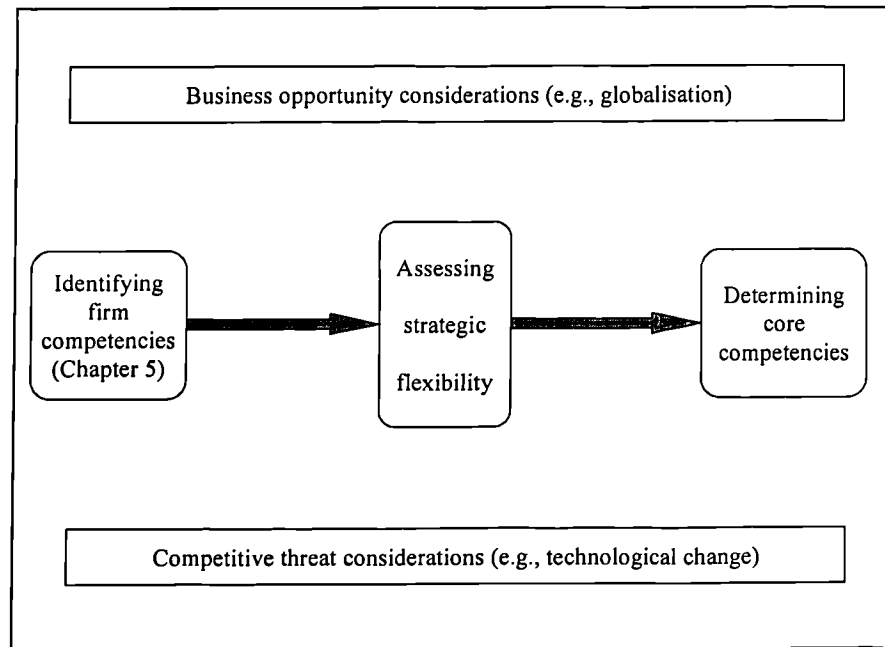 Business opportunity considerations (e.g., globalisation)
Identifying
firm
competencies
(Chapter 5)
Assessing
strategic
flexibility
Determining
core
competencies
Competitive threat considerations (e.g., technological change)